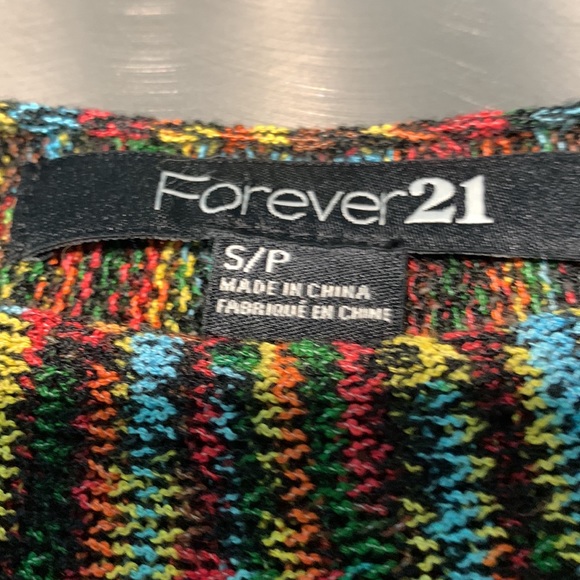 Forever21
S/P
MADE IN CHINA
FABRIQUÉ EN CHINE